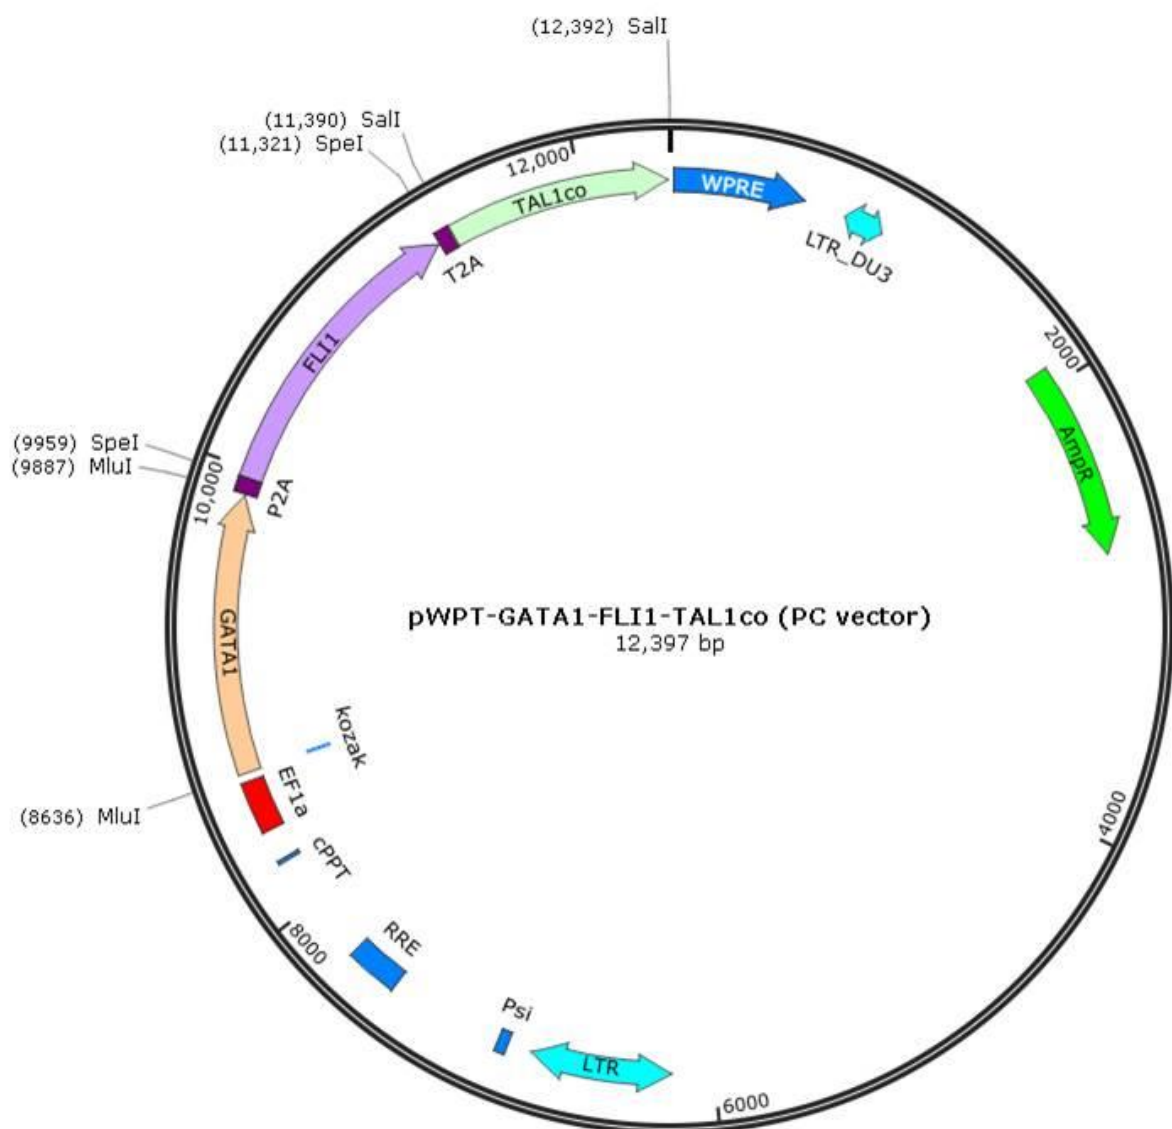 (12,392) SalI
(11,390) SalI
(11,321) SpeI
12,000
TAL1co
WPRE
LTR_DU3
T2A
FLI1
2000
AmpR
(9959) SpeI
(9887) MluI
10,000
P2A
pWPT-GATA1-FLI1-TAL1co (PC vector)
12,397 bp
GATA1
kozak
EF1a
(8636) MluI
cPPT
4000
8000
RRE
Psi
LTR
6000